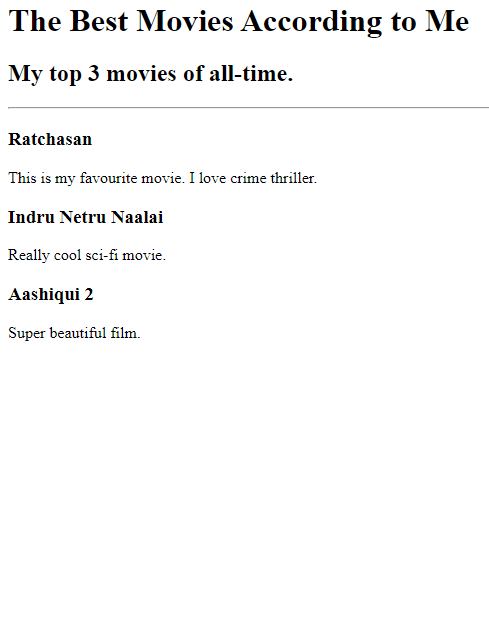 The Best Movies According to Me
My top 3 movies of all-time.
Ratchasan
This is my favourite movie. I love crime thriller.
Indru Netru Naalai
Really cool sci-fi movie.
Aashiqui 2
Super beautiful film.